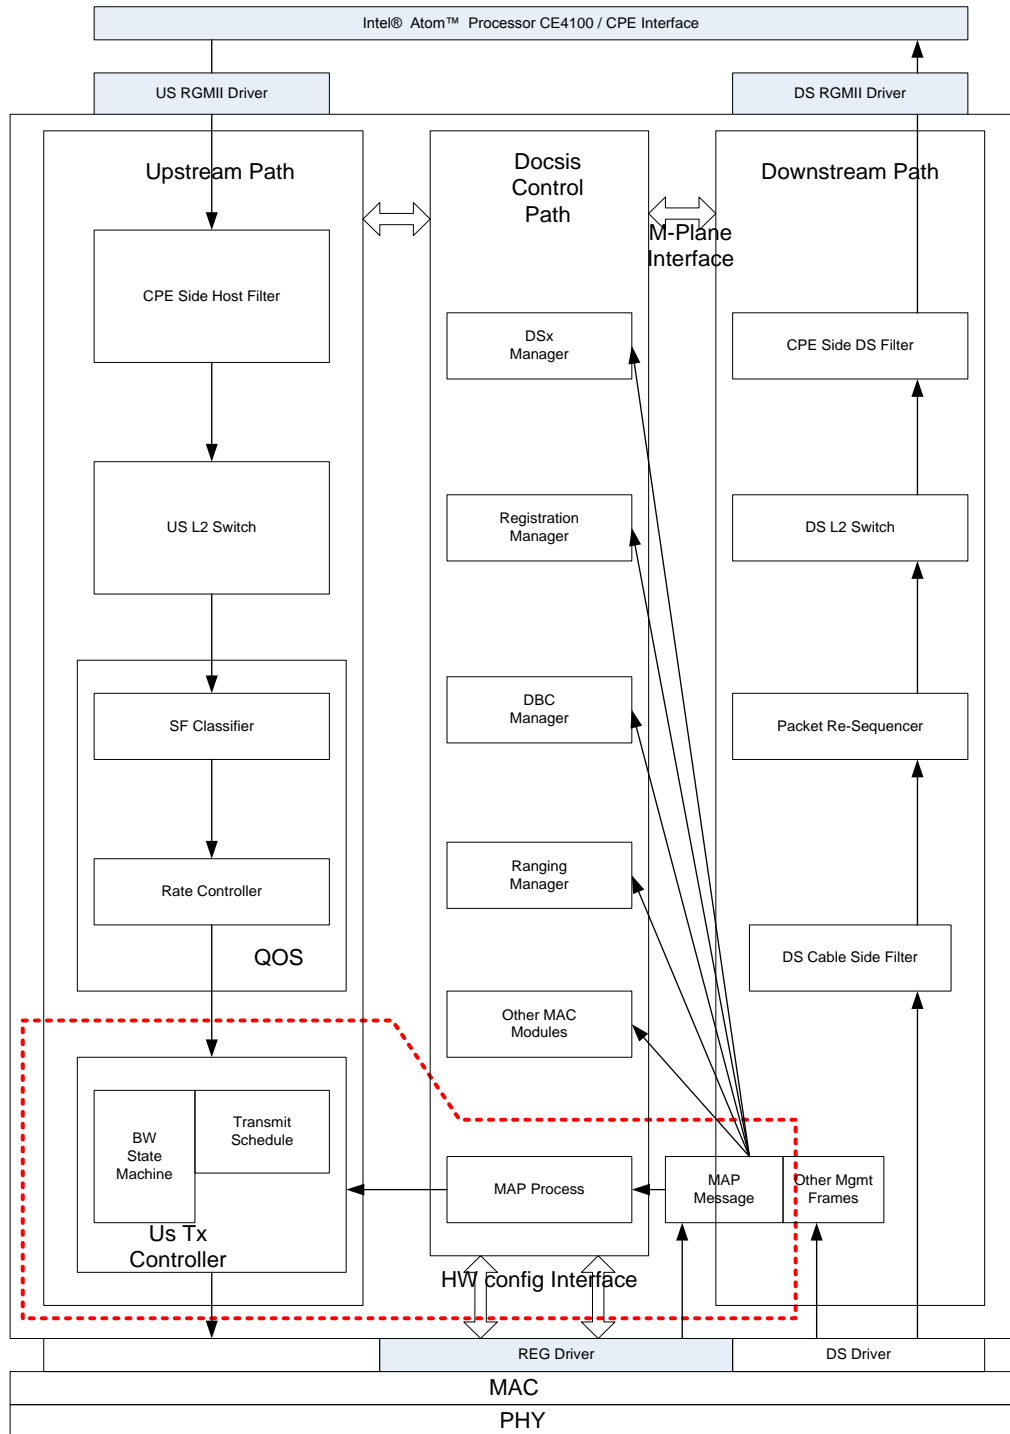 Intel® Atom™ Processor CE4100 / CPE Interface
US RGMII Driver
DS RGMII Driver
Upstream Path
Docsis
Control
Path
Downstream Path
M-Plane
Interface
CPE Side Host Filter
DSx
Manager
CPE Side DS Filter
US L2 Switch
Registration
Manager
DS L2 Switch
SF Classifier
DBC
Manager
Packet Re-Sequencer
Rate Controller
Ranging
Manager
QOS
DS Cable Side Filter
Other MAC
Modules
BW
State
Machine
Transmit
Schedule
MAP Process
MAP
Message
Other Mgmt
Frames
Us Tx
Controller
HW config Interface
REG Driver
DS Driver
MAC
PHY